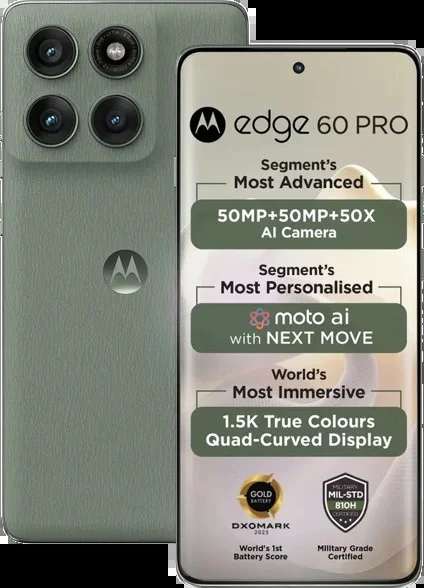 edge 60 PRO
Segment's
Most Advanced
50MP+50MP+50X
AI Camera
Segment's
Most Personalised
moto ai
with NEXT MOVE
World's
Most Immersive
1.5K True Colours
Quad-Curved Display
GOLD
BATTERY
DXOMARK
2025
World's 1st
Battery Score
MILITARY
MIL-STD
810H
CERTIFIED
Military Grade
Certified